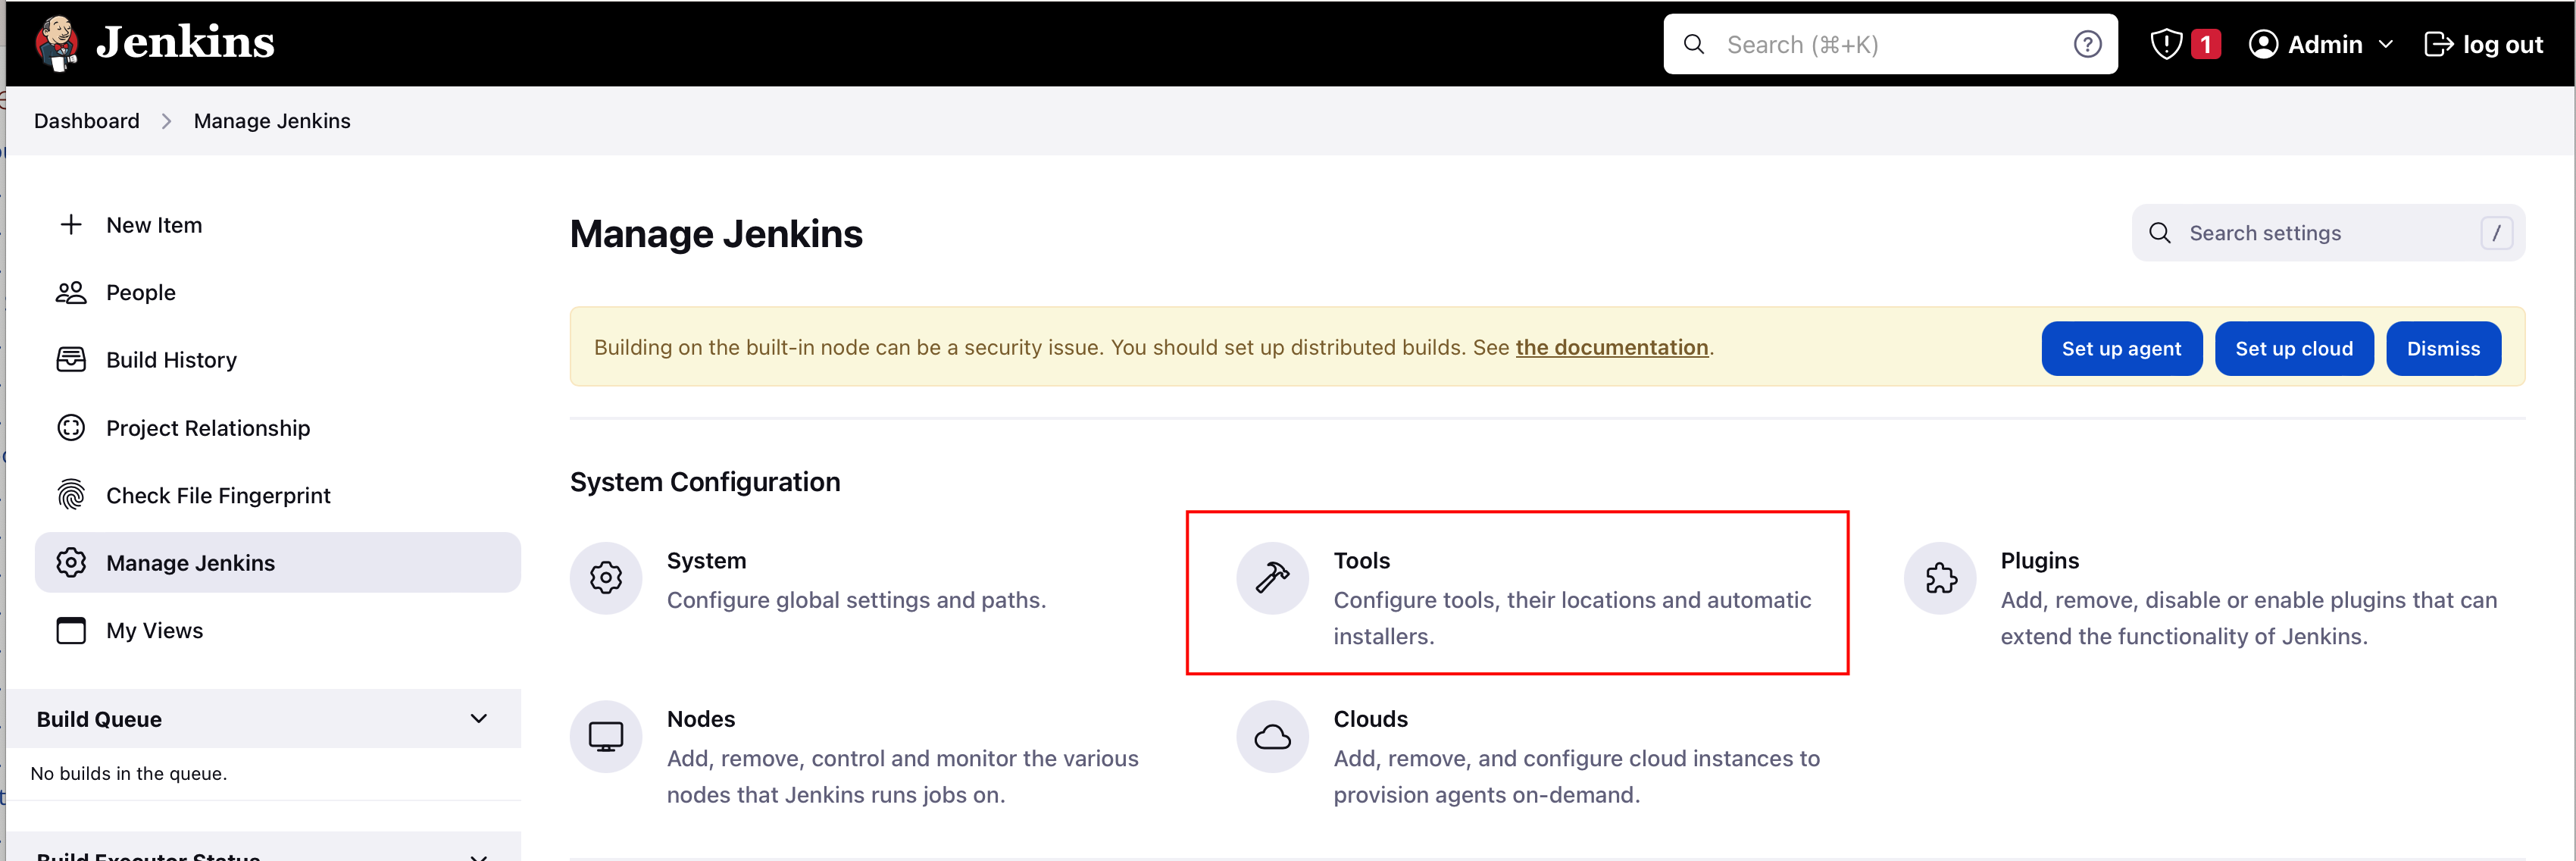 Jenkins
Search (⌘+K)
1
Admin
log out
Dashboard
Manage Jenkins
New Item
People
Build History
Project Relationship
Check File Fingerprint
Manage Jenkins
My Views
Build Queue
No builds in the queue.
Build Executor Status
Manage Jenkins
Search settings
/
Building on the built-in node can be a security issue. You should set up distributed builds. See the documentation.
Set up agent
Set up cloud
Dismiss
System Configuration
System
Configure global settings and paths.
Tools
Configure tools, their locations and automatic
installers.
Plugins
Add, remove, disable or enable plugins that can
extend the functionality of Jenkins.
Nodes
Add, remove, control and monitor the various
nodes that Jenkins runs jobs on.
Clouds
Add, remove, and configure cloud instances to
provision agents on-demand.